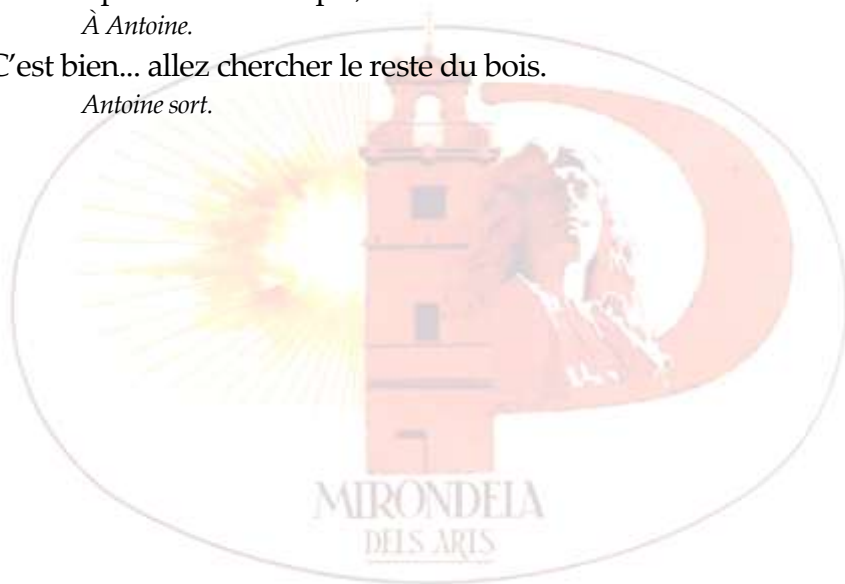 À Antoine.
C'est bien... allez chercher le reste du bois.
Antoine sort.
MIRONDELA
DELS ARTS